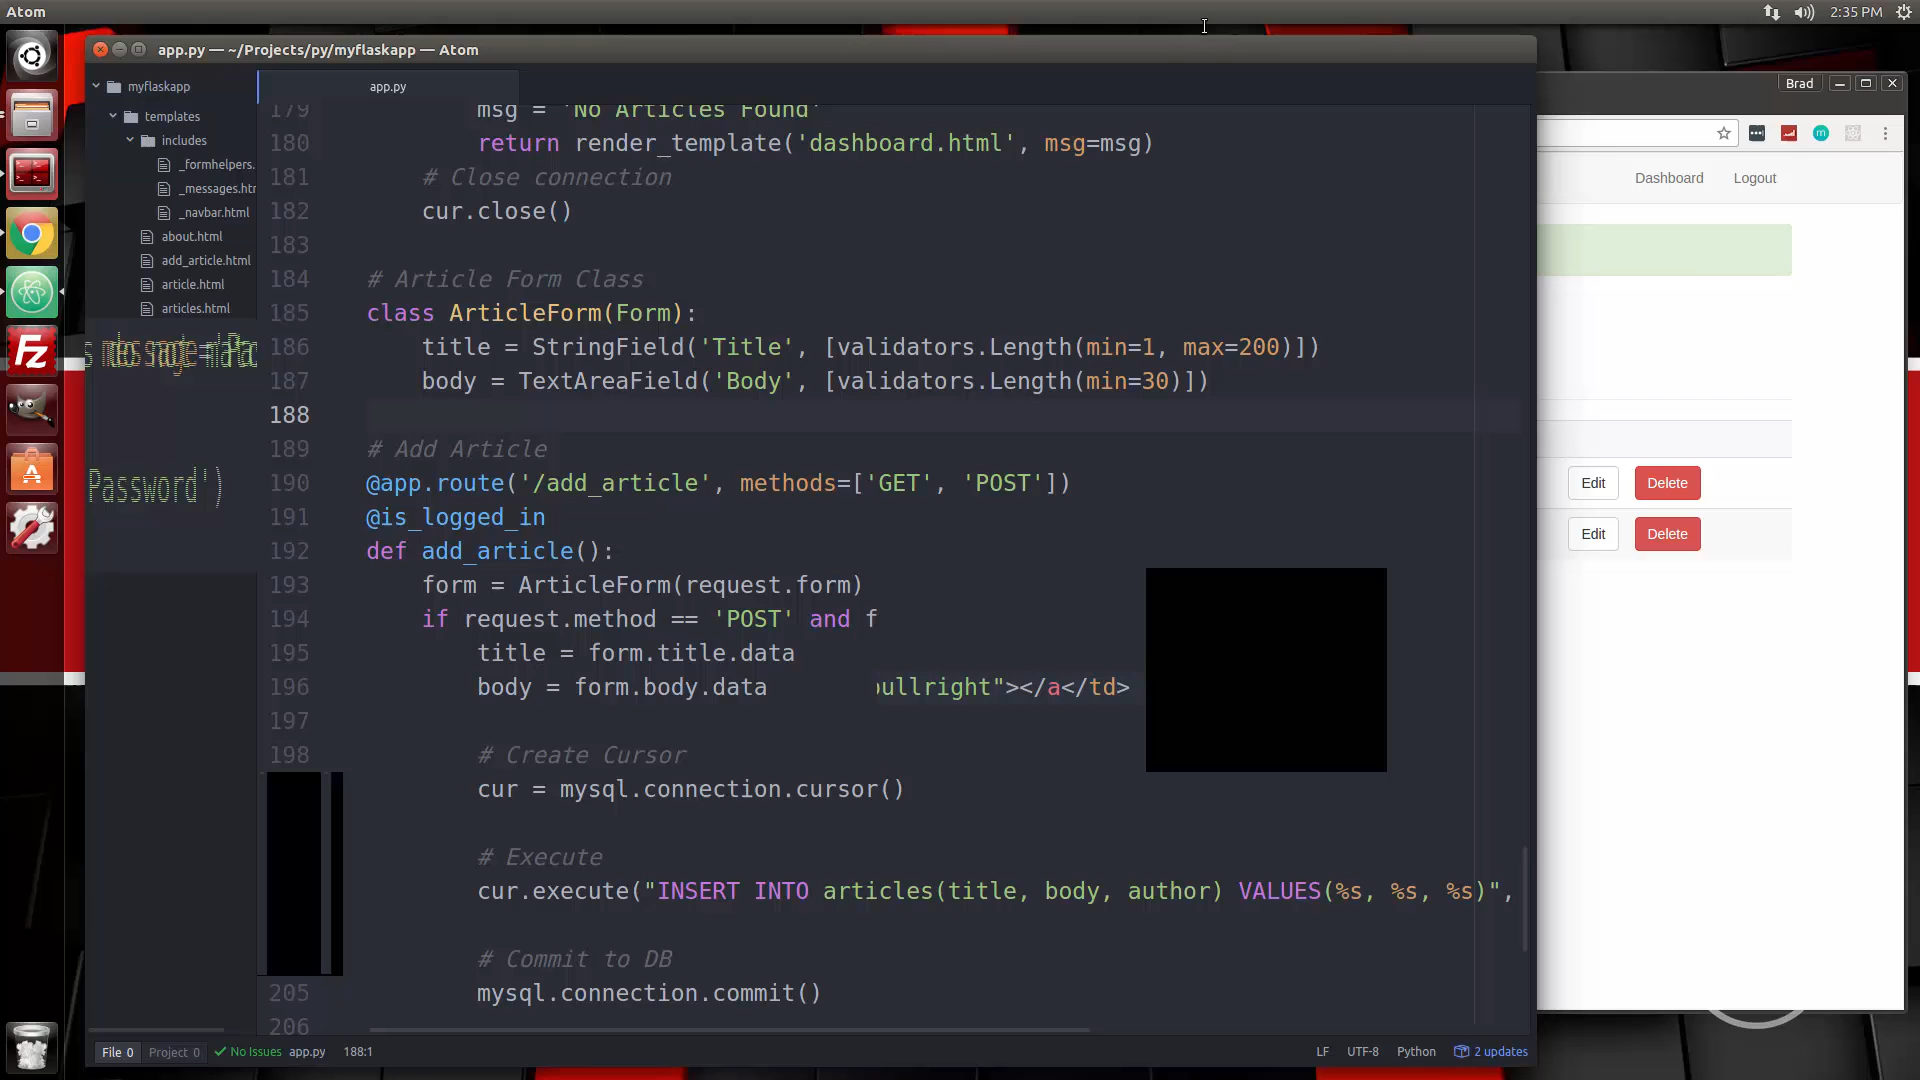 Atom
2:35 PM
app.py — ~/Projects/py/myflaskapp — Atom
Brad
myflaskapp
templates
includes
_formhelpers.
_messages.htm
_navbar.html
about.html
add_article.html
article.html
articles.html
Password')
app.py
179 msg = 'No Articles Found'
180 return render_template('dashboard.html', msg=msg)
181 # Close connection
182 cur.close()
183
184 # Article Form Class
185 class ArticleForm(Form):
186 title = StringField('Title', [validators.Length(min=1, max=200)])
187 body = TextAreaField('Body', [validators.Length(min=30)])
188
189 # Add Article
190 @app.route('/add_article', methods=['GET', 'POST'])
191 @is_logged_in
192 def add_article():
193 form = ArticleForm(request.form)
194 if request.method == 'POST' and f
195 title = form.title.data
196 body = form.body.data ullright"></a</td>
197
198 # Create Cursor
cur = mysql.connection.cursor()
# Execute
cur.execute("INSERT INTO articles(title, body, author) VALUES(%s, %s, %s)",
# Commit to DB
205 mysql.connection.commit()
206
File 0 Project 0 No Issues app.py 188:1
LF UTF-8 Python 2 updates
Dashboard Logout
Edit Delete
Edit Delete